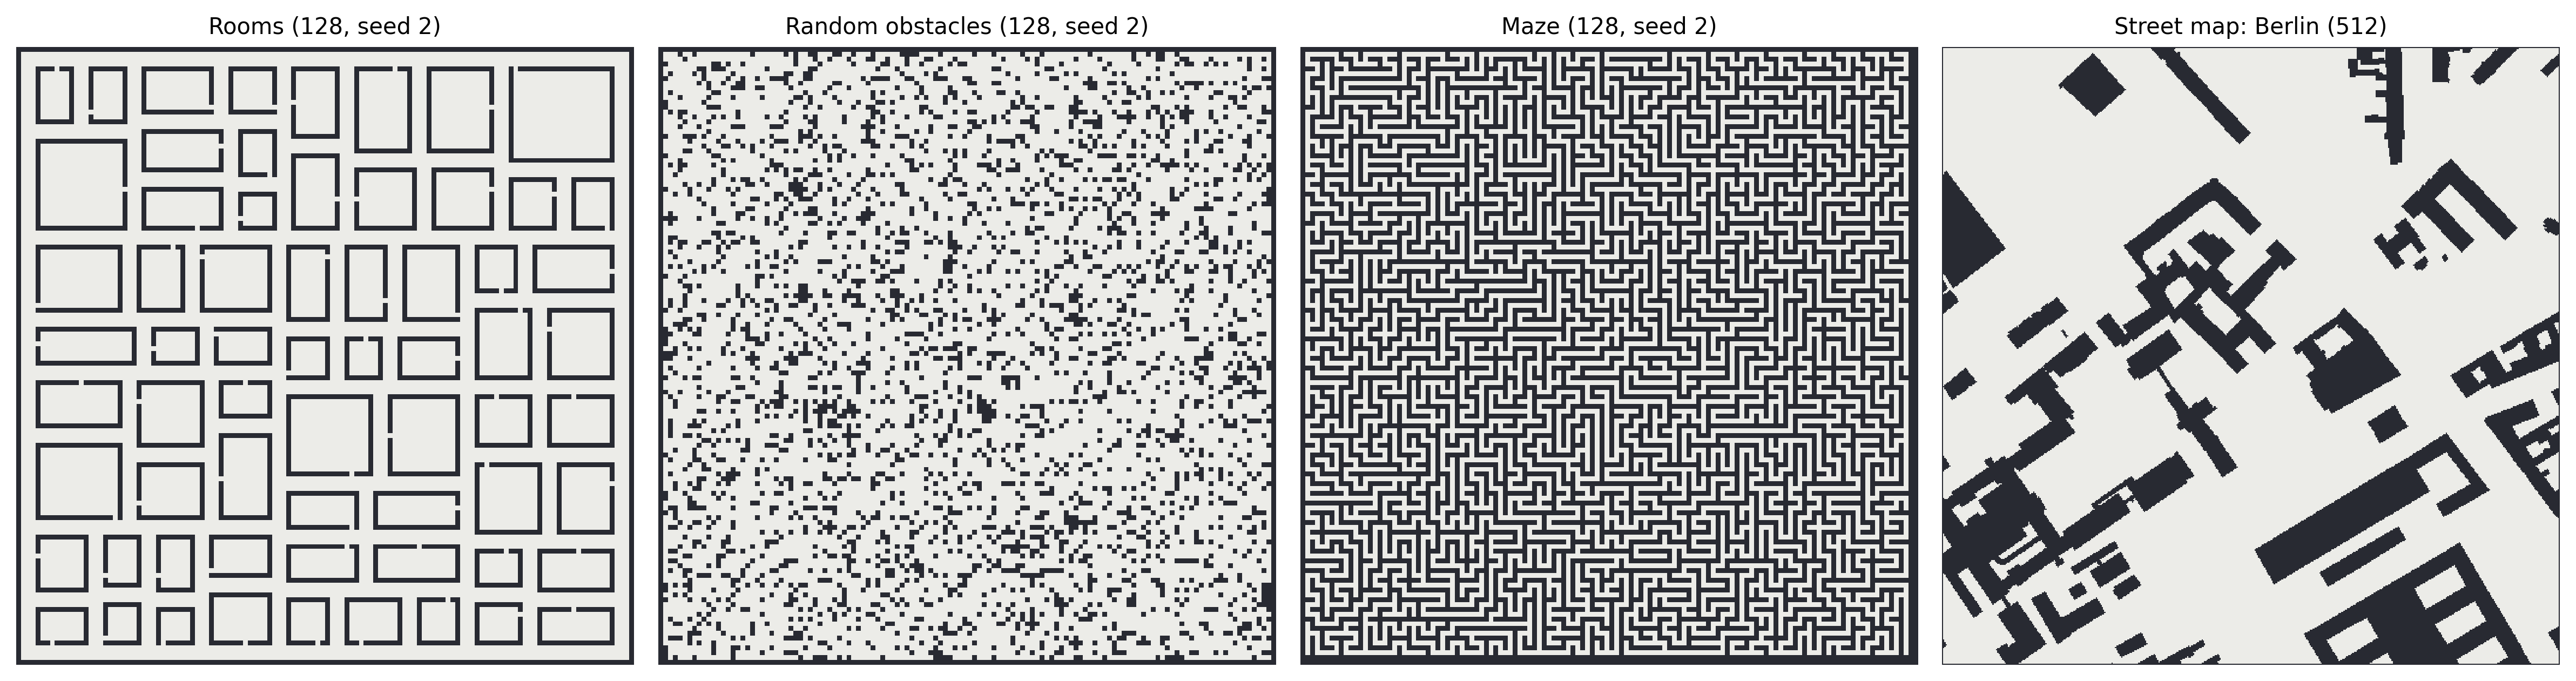 Rooms (128, seed 2)
Random obstacles (128, seed 2)
Maze (128, seed 2)
Street map: Berlin (512)